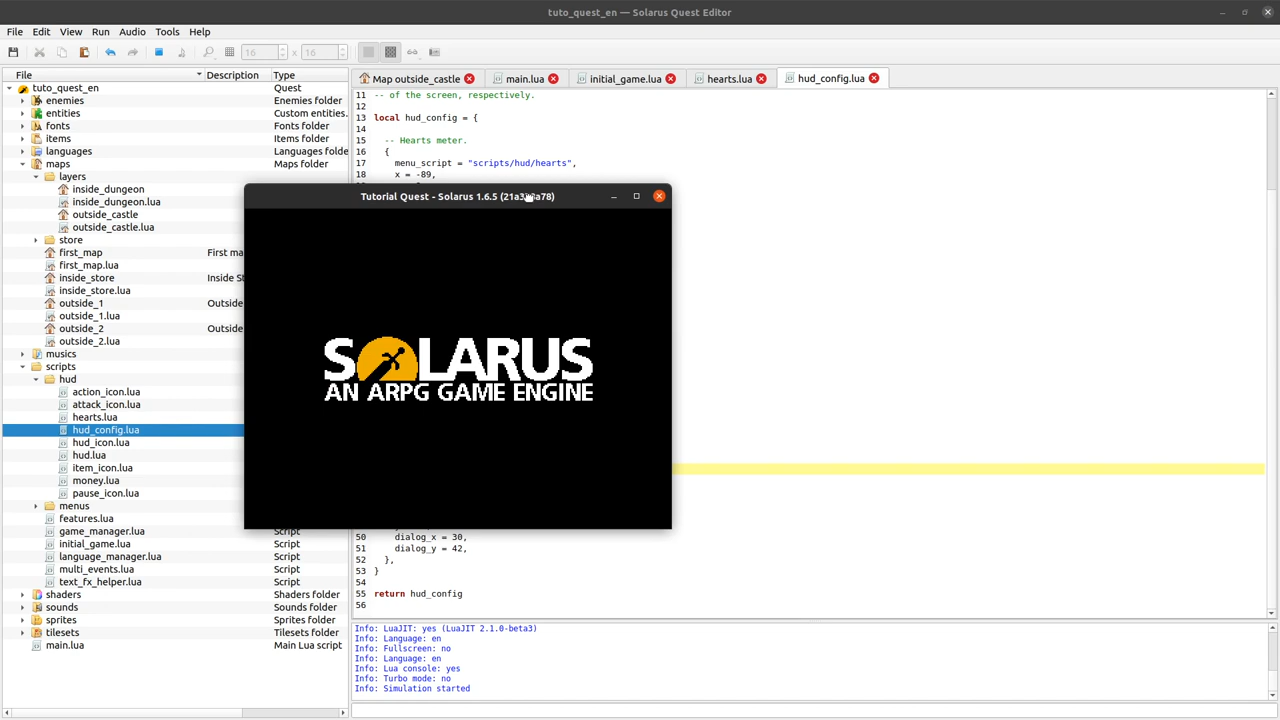 tuto_quest_en — Solarus Quest Editor
File Edit View Run Audio Tools Help
16 x 16
File Description Type
tuto_quest_en Quest
enemies Enemies folder
entities Custom entities.
fonts Fonts folder
items Items folder
languages Languages folde
maps Maps folder
layers
inside_dungeon
inside_dungeon.lua
outside_castle
outside_castle.lua
store
first_map First ma
first_map.lua
inside_store Inside S
inside_store.lua
outside_1 Outside
outside_1.lua
outside_2 Outside
outside_2.lua
musics
scripts
hud
action_icon.lua
attack_icon.lua
hearts.lua
hud_config.lua
hud_icon.lua
hud.lua
item_icon.lua
money.lua
pause_icon.lua
menus
features.lua
game_manager.lua Script
initial_game.lua Script
language_manager.lua Script
multi_events.lua Script
text_fx_helper.lua Script
shaders Shaders folder
sounds Sounds folder
sprites Sprites folder
tilesets Tilesets folder
main.lua Main Lua script
Map outside_castle main.lua initial_game.lua hearts.lua hud_config.lua
11 -- of the screen, respectively.
12
13 local hud_config = {
14
15 -- Hearts meter.
16 {
17 menu_script = "scripts/hud/hearts",
18 x = -89,
Tutorial Quest - Solarus 1.6.5 (21a3 a78)
SOLARUS
AN ARPG GAME ENGINE
50 dialog_x = 30,
51 dialog_y = 42,
52 },
53 }
54
55 return hud_config
56
Info: LuaJIT: yes (LuaJIT 2.1.0-beta3)
Info: Language: en
Info: Fullscreen: no
Info: Language: en
Info: Lua console: yes
Info: Turbo mode: no
Info: Simulation started